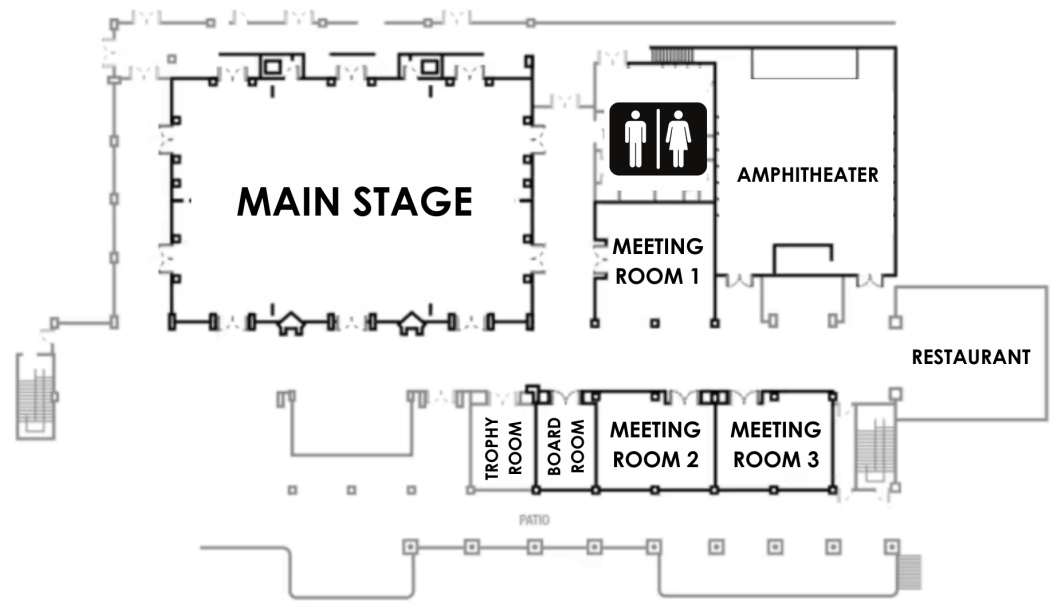 MAIN STAGE
AMPHITHEATER
MEETING
ROOM 1
RESTAURANT
TROPHY
ROOM
BOARD
ROOM
MEETING
ROOM 2
MEETING
ROOM 3
PATIO